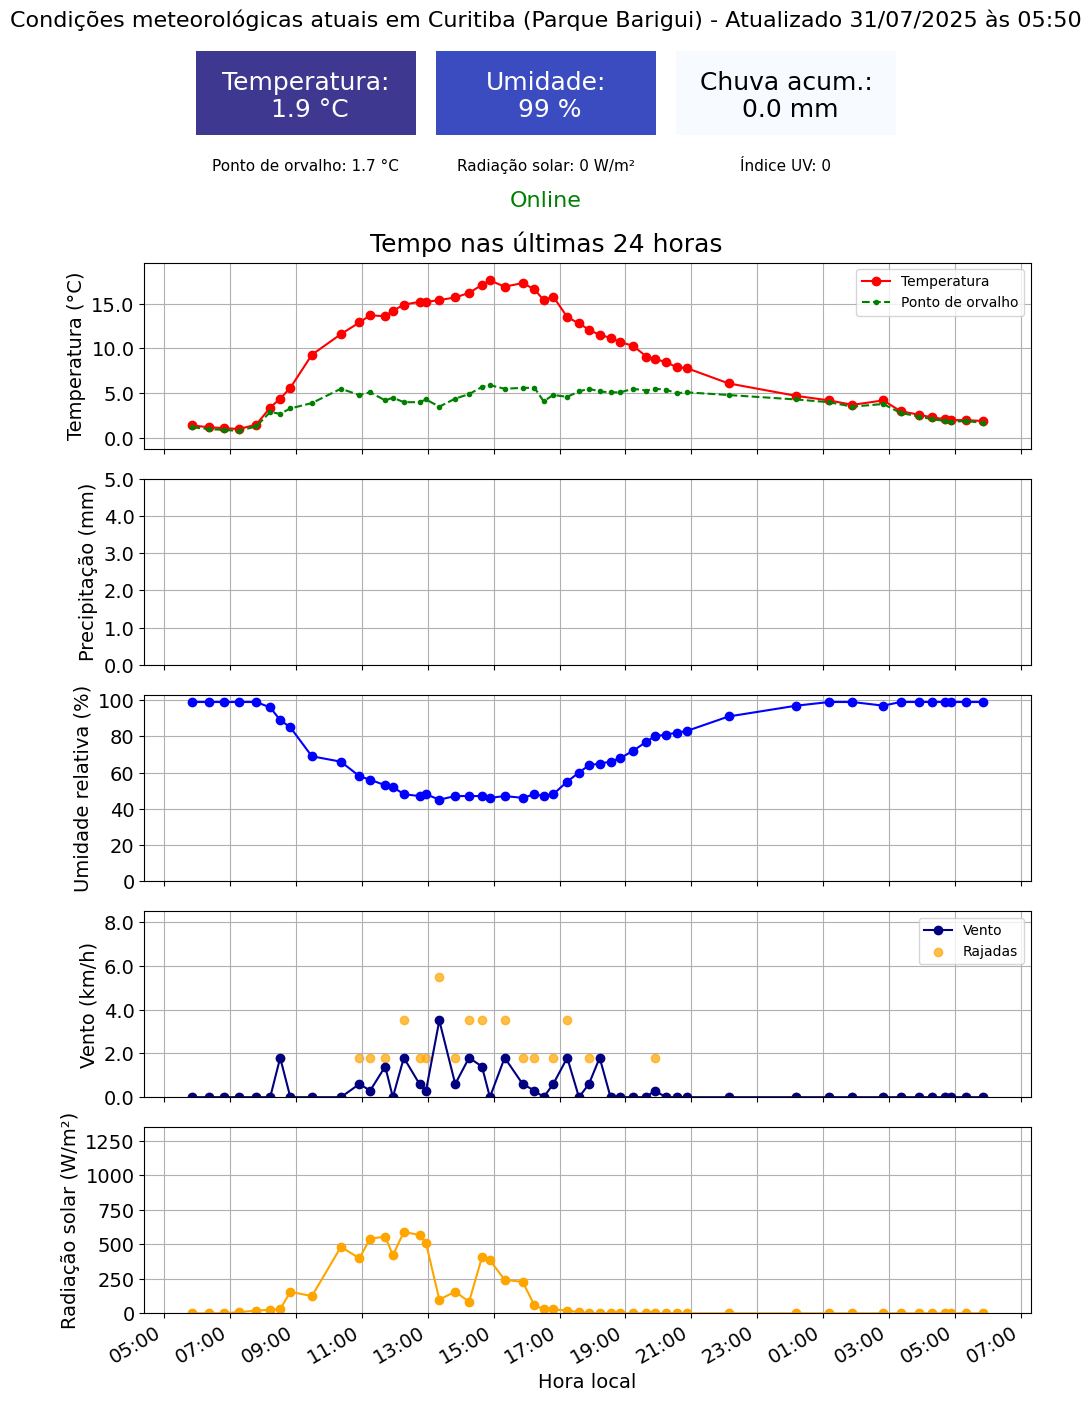 Condições meteorológicas atuais em Curitiba (Parque Barigui) - Atualizado 31/07/2025 às 05:50
Temperatura:
1.9 °C
Umidade:
99 %
Chuva acum.:
0.0 mm
Ponto de orvalho: 1.7 °C
Radiação solar: 0 W/m²
Índice UV: 0
Online
Tempo nas últimas 24 horas
Temperatura (°C)
15.0
10.0
5.0
0.0
Temperatura
Ponto de orvalho
Precipitação (mm)
5.0
4.0
3.0
2.0
1.0
0.0
Umidade relativa (%)
100
80
60
40
20
0
Vento (km/h)
8.0
6.0
4.0
2.0
0.0
Vento
Rajadas
Radiação solar (W/m²)
1250
1000
750
500
250
0
05:00
07:00
09:00
11:00
13:00
15:00
17:00
19:00
21:00
23:00
01:00
03:00
05:00
07:00
Hora local